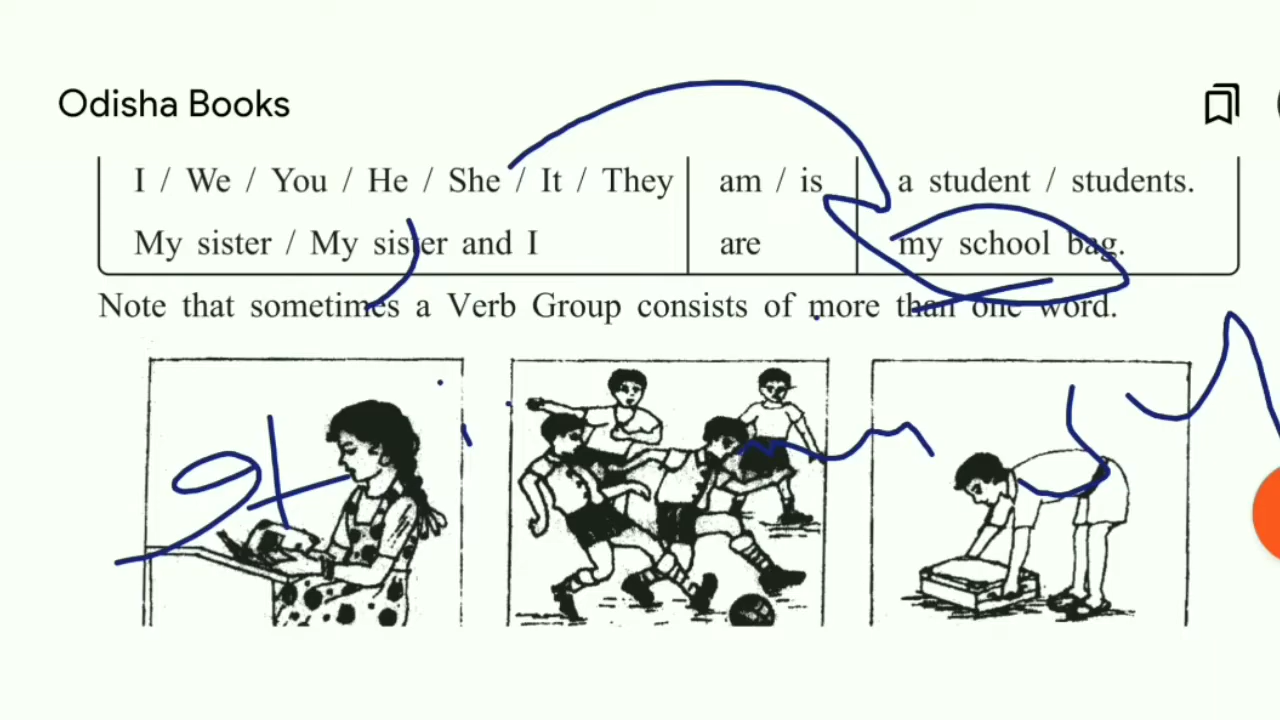 Odisha Books
I / We / You / He / She / It / They am / is a student / students.
My sister / My sister and I are my school bag.
Note that sometimes a Verb Group consists of more than one word.